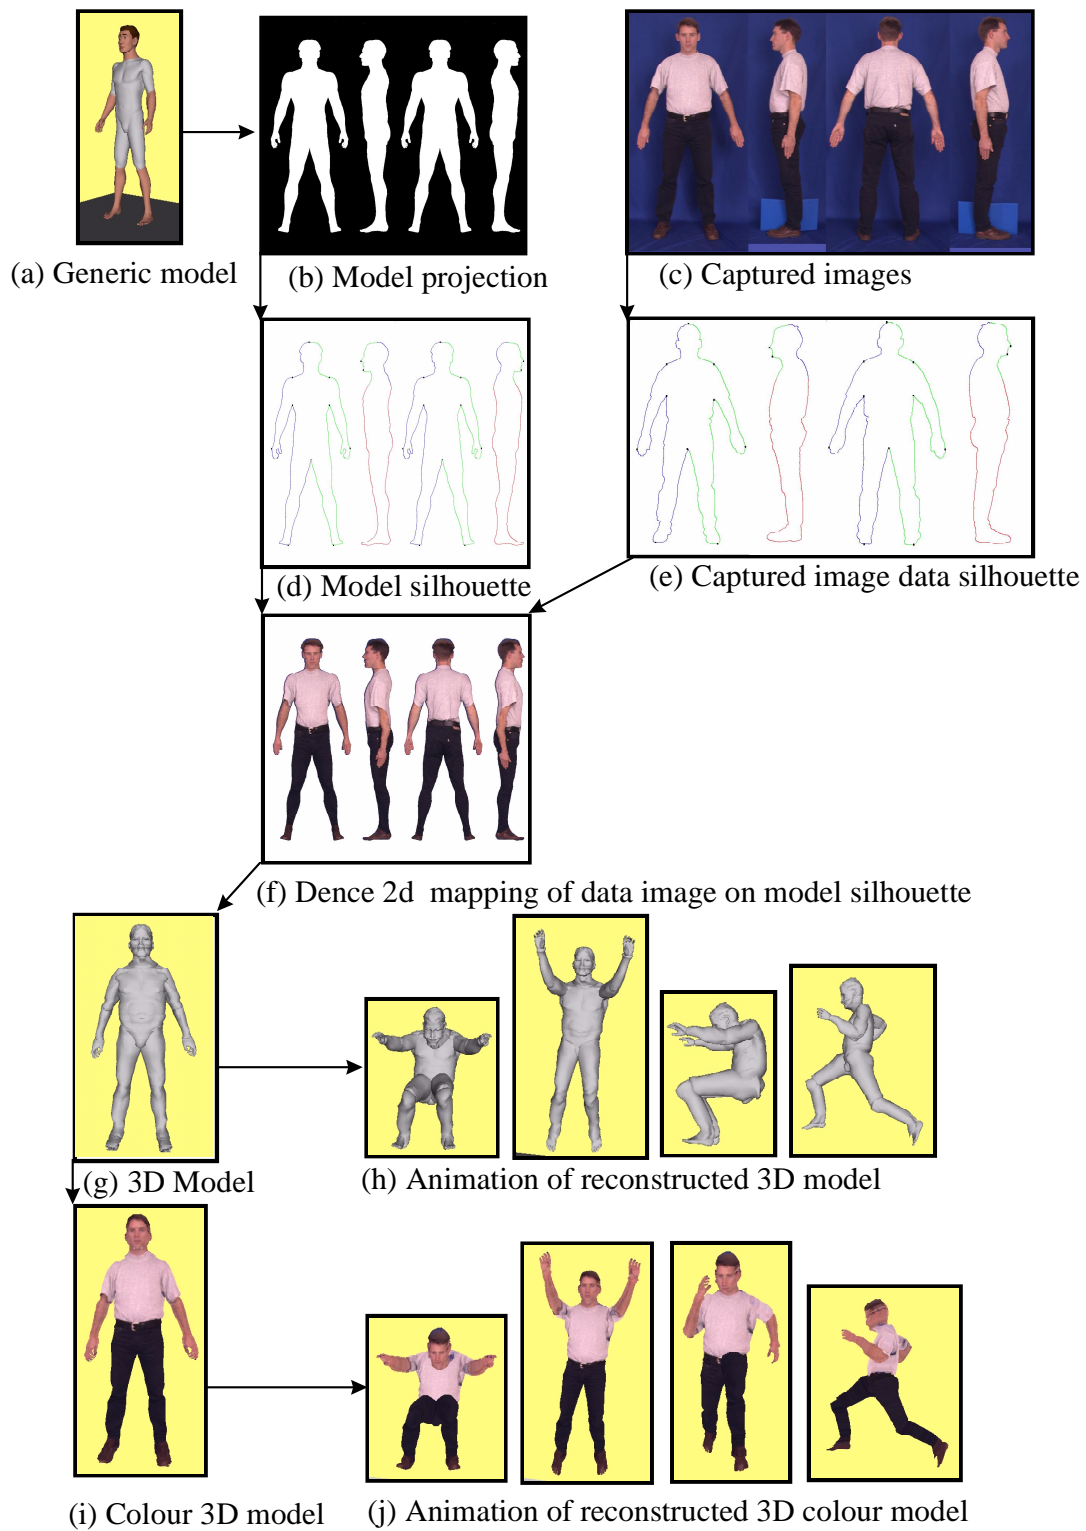 (a) Generic model
(b) Model projection
(c) Captured images
(d) Model silhouette
(e) Captured image data silhouette
(f) Dence 2d mapping of data image on model silhouette
(g) 3D Model
(h) Animation of reconstructed 3D model
(i) Colour 3D model
(j) Animation of reconstructed 3D colour model